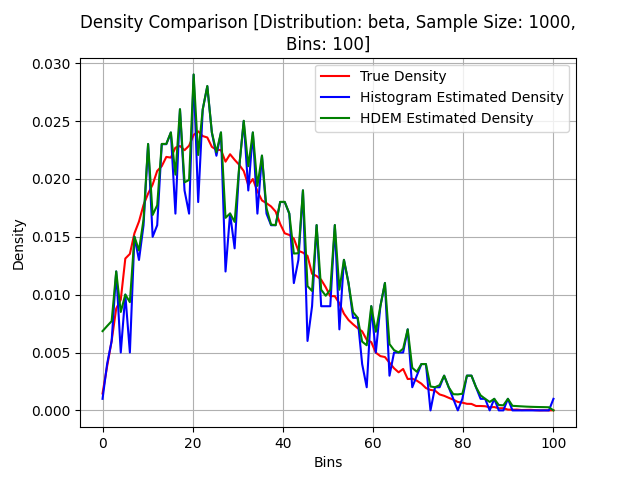 Density Comparison [Distribution: beta, Sample Size: 1000,
Bins: 100]
True Density
Histogram Estimated Density
HDEM Estimated Density
Density
0.030
0.025
0.020
0.015
0.010
0.005
0.000
0 20 40 60 80 100
Bins